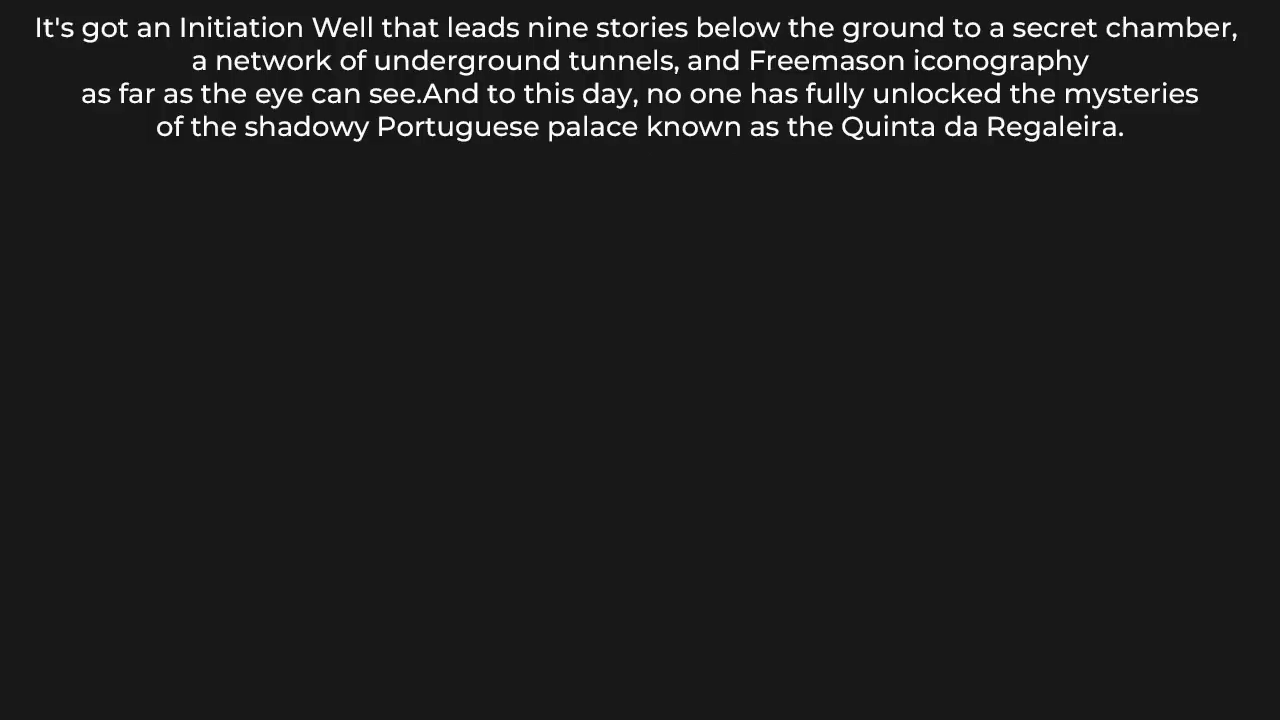 It's got an Initiation Well that leads nine stories below the ground to a secret chamber,
a network of underground tunnels, and Freemason iconography
as far as the eye can see.And to this day, no one has fully unlocked the mysteries
of the shadowy Portuguese palace known as the Quinta da Regaleira.